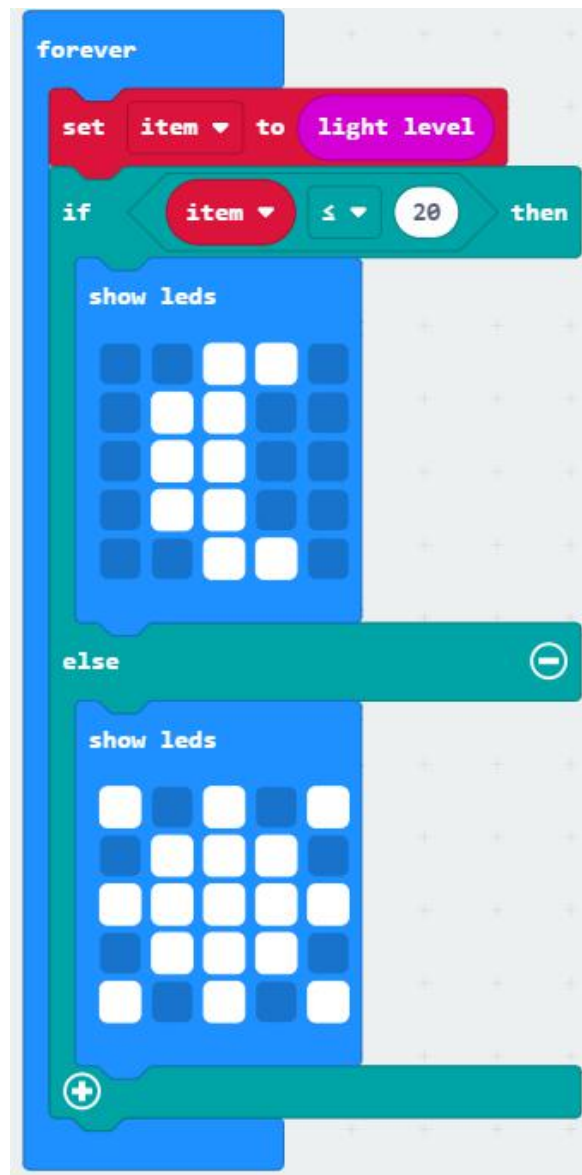 forever
set item to light level
if item ≤ 20 then
show leds
else
show leds